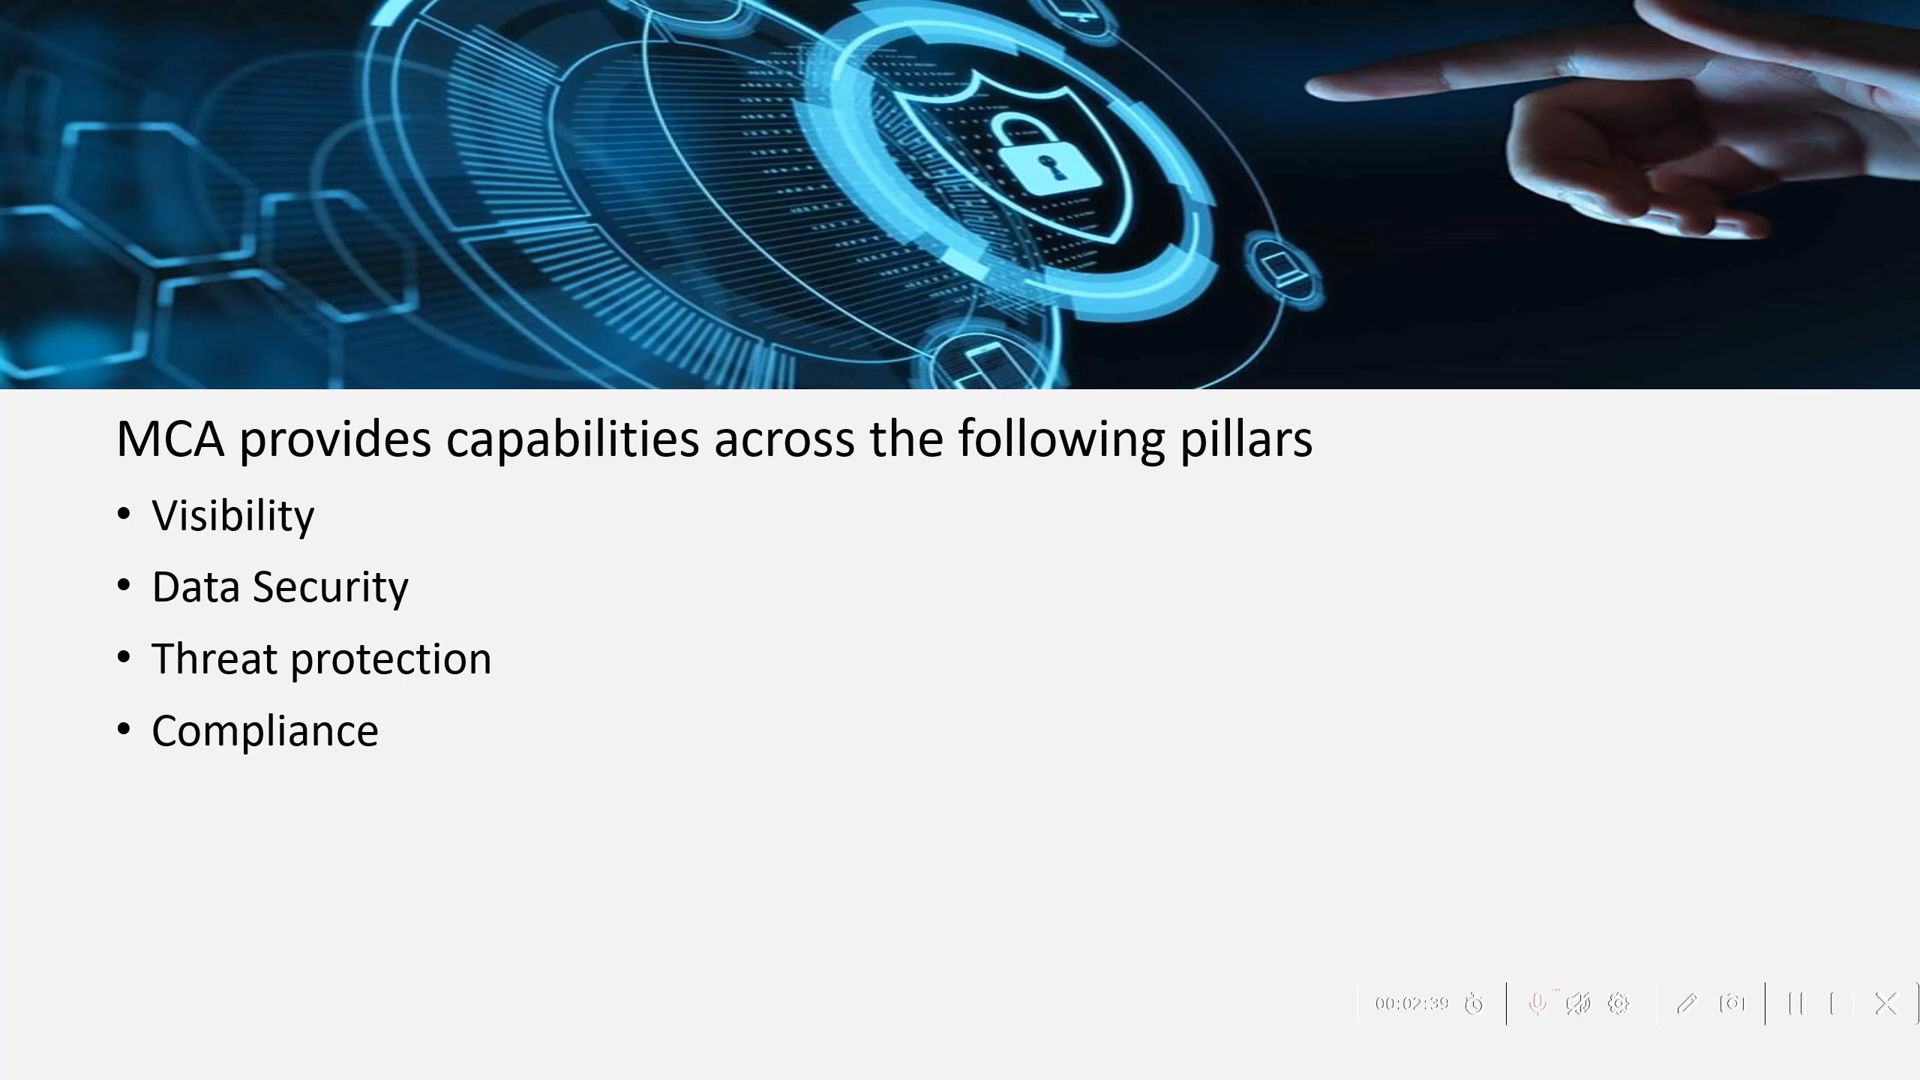 MCA provides capabilities across the following pillars
• Visibility
• Data Security
• Threat protection
• Compliance
00:02:39